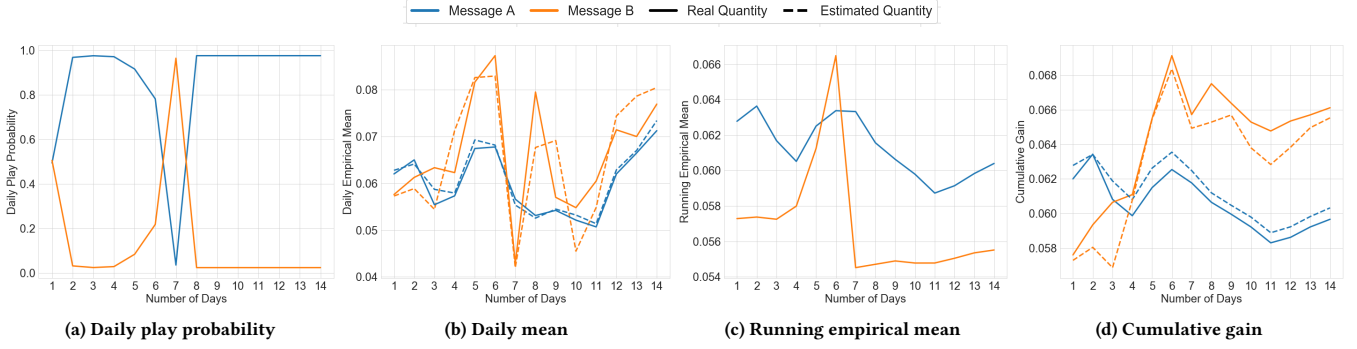 Message A Message B Real Quantity Estimated Quantity
Daily Play Probability
1.0
0.8
0.6
0.4
0.2
0.0
1 2 3 4 5 6 7 8 9 10 11 12 13 14
Number of Days
(a) Daily play probability
Daily Empirical Mean
0.08
0.07
0.06
0.05
0.04
1 2 3 4 5 6 7 8 9 10 11 12 13 14
Number of Days
(b) Daily mean
Running Empirical Mean
0.066
0.064
0.062
0.060
0.058
0.056
0.054
1 2 3 4 5 6 7 8 9 10 11 12 13 14
Number of Days
(c) Running empirical mean
Cumulative Gain
0.068
0.066
0.064
0.062
0.060
0.058
1 2 3 4 5 6 7 8 9 10 11 12 13 14
Number of Days
(d) Cumulative gain